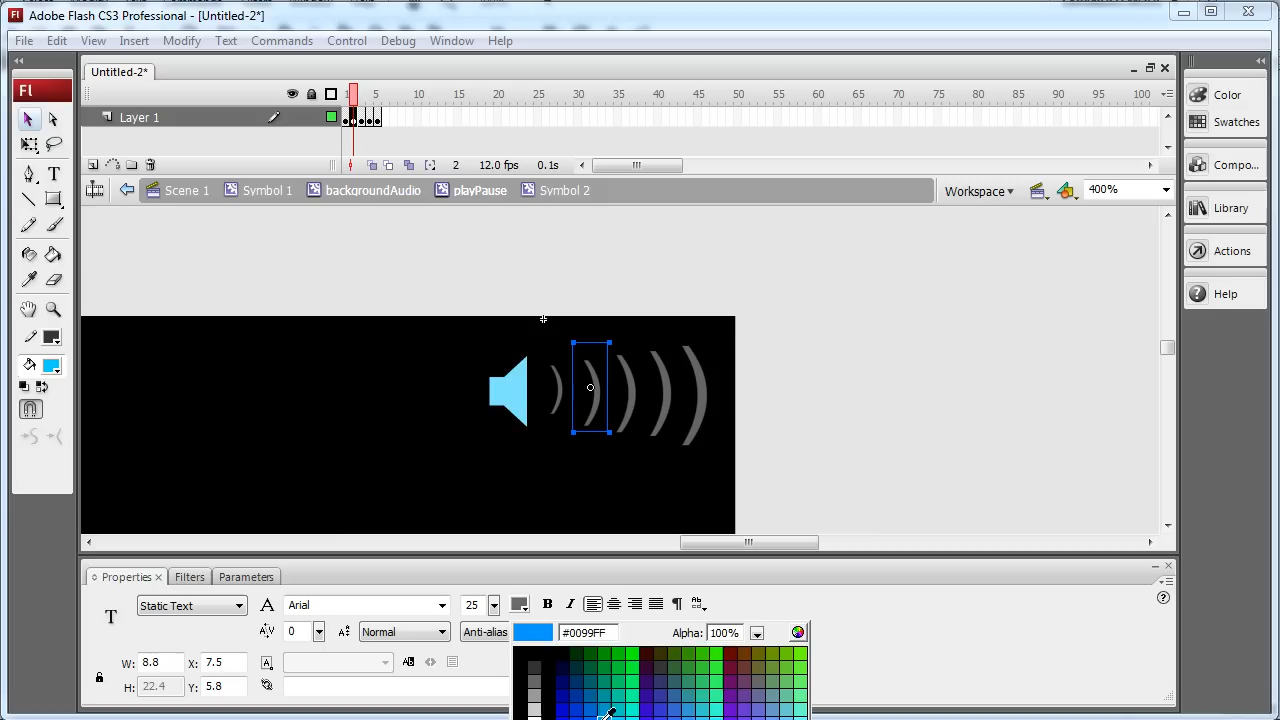 Adobe Flash CS3 Professional - [Untitled-2*]
File Edit View Insert Modify Text Commands Control Debug Window Help
Untitled-2*
Fl
1 5 10 15 20 25 30 35 40 45 50 55 60 65 70 75 80 85 90 95 100
Layer 1
2 12.0 fps 0.1s
Scene 1 Symbol 1 backgroundAudio playPause Symbol 2 Workspace 400%
Color
Swatches
Compo...
Library
Actions
Help
) ) ) ) )
Properties Filters Parameters
T Static Text A Arial 25 B I
A/V 0 Normal Anti-alias
#0099FF Alpha: 100%
W: 8.8 X: 7.5
H: 22.4 Y: 5.8